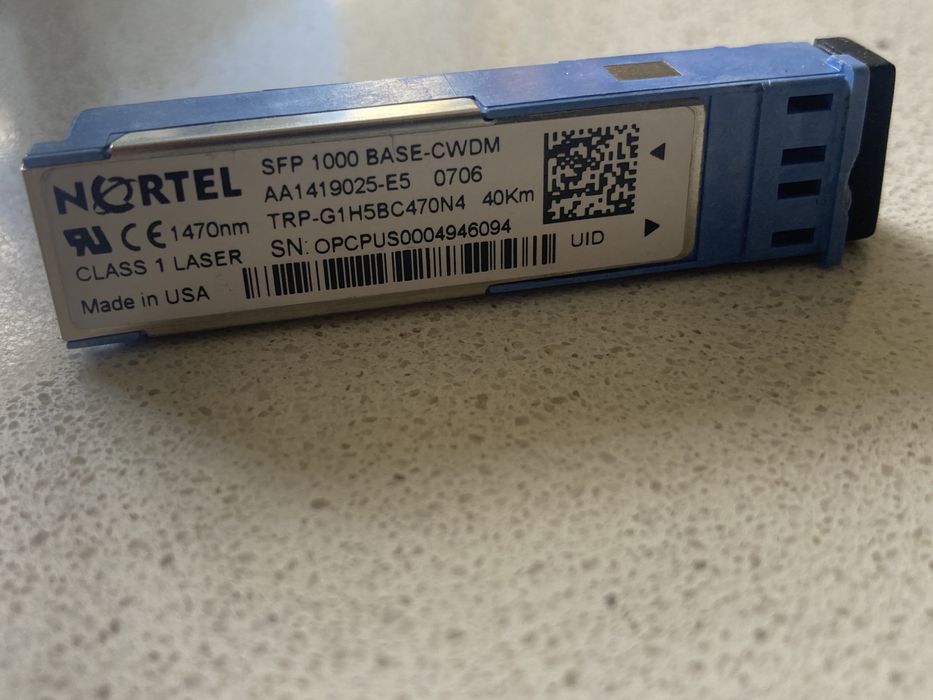 NORTEL
SFP 1000 BASE-CWDM
AA1419025-E5 0706
TRP-G1H5BC470N4 40Km
1470nm
SN: OPCPUS0004946094
CLASS 1 LASER
UID
Made in USA